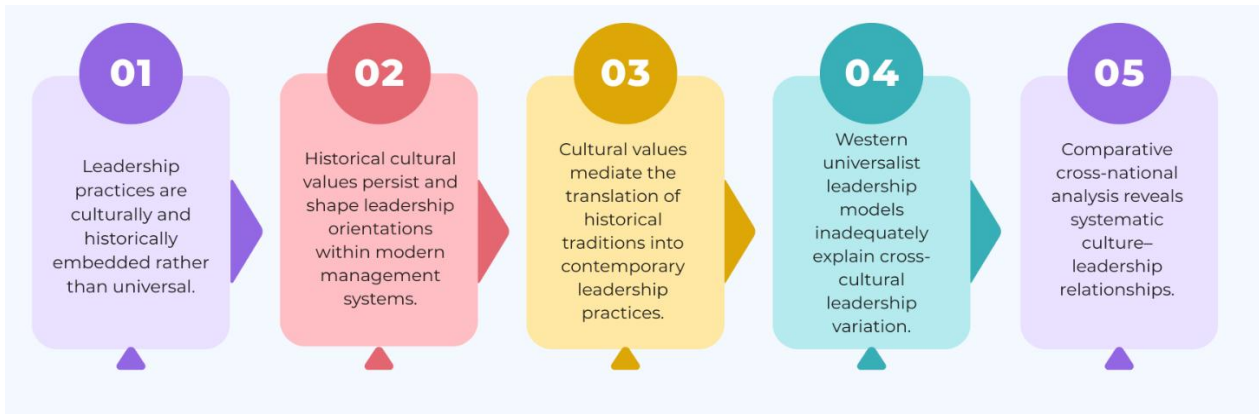 01
Leadership
practices are
culturally and
historically
embedded rather
than universal.
02
Historical cultural
values persist and
shape leadership
orientations
within modern
management
systems.
03
Cultural values
mediate the
translation of
historical
traditions into
contemporary
leadership
practices.
04
Western
universalist
leadership
models
inadequately
explain cross-
cultural
leadership
variation.
05
Comparative
cross-national
analysis reveals
systematic
culture–
leadership
relationships.